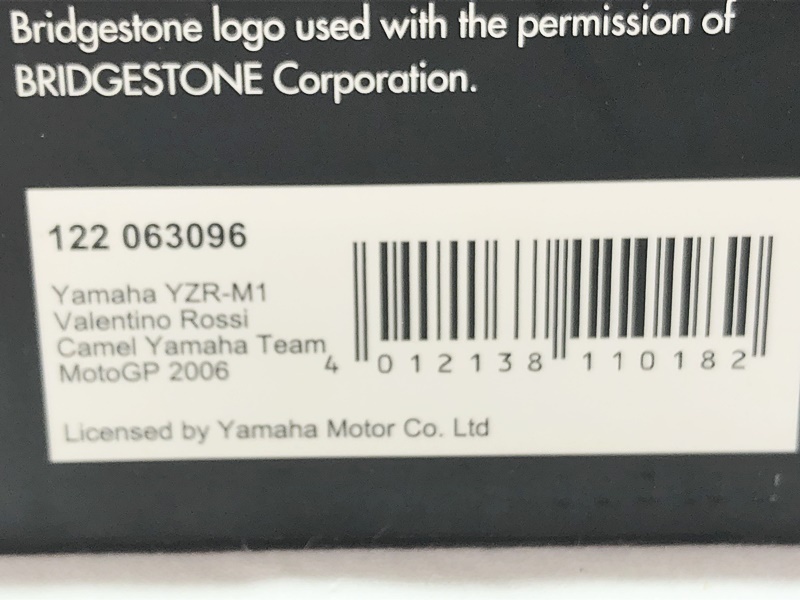 Bridgestone logo used with the permission of
BRIDGESTONE Corporation.
122 063096
Yamaha YZR-M1
Valentino Rossi
Camel Yamaha Team
MotoGP 2006
Licensed by Yamaha Motor Co. Ltd
4 012138 110182